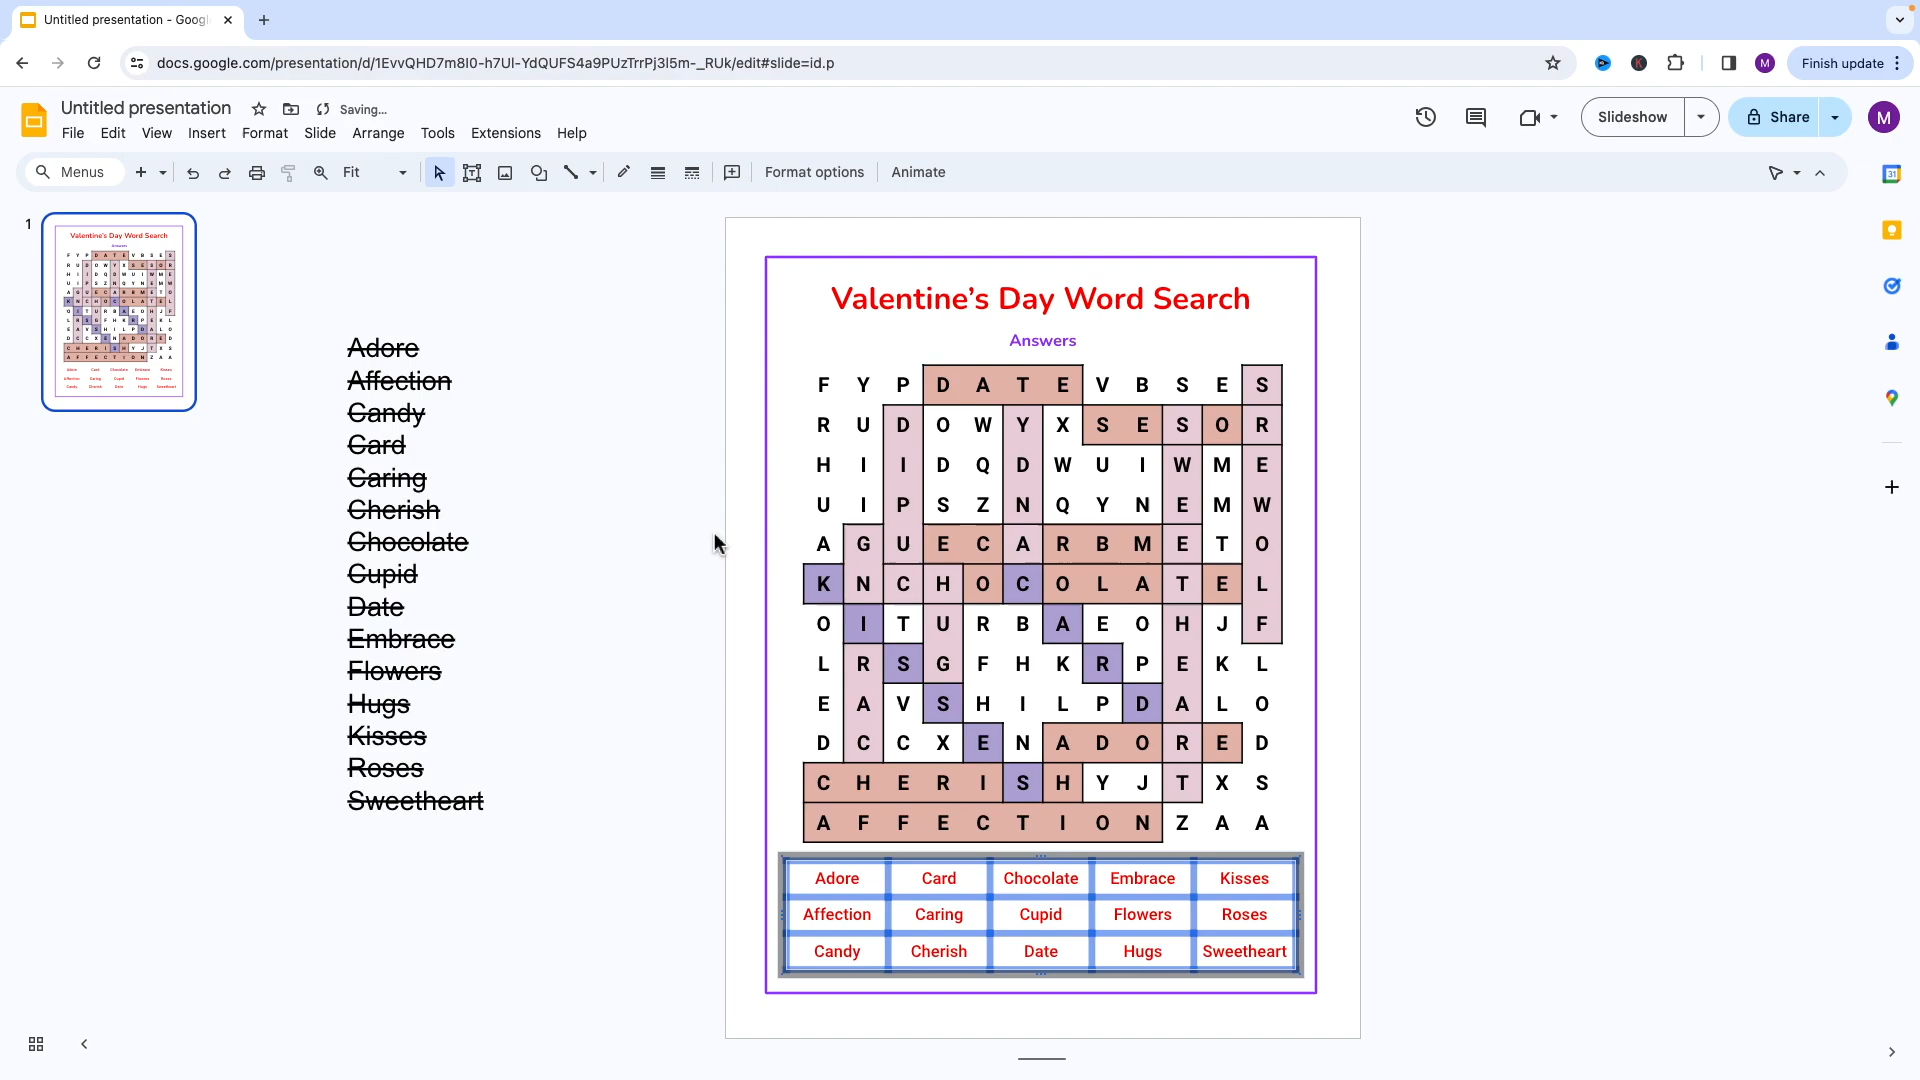 Untitled presentation - Googl
docs.google.com/presentation/d/1EvvQHD7m8I0-h7UI-YdQUFS4a9PUzTrrPj3l5m-_RUk/edit#slide=id.p
M
Finish update
Untitled presentation
Saving...
File Edit View Insert Format Slide Arrange Tools Extensions Help
Slideshow
Share
M
Menus
Fit
Format options
Animate
31
1
Adore
Affection
Candy
Card
Caring
Cherish
Chocolate
Cupid
Date
Embrace
Flowers
Hugs
Kisses
Roses
Sweetheart
Valentine’s Day Word Search
Answers
F Y P D A T E V B S E S
R U D O W Y X S E S O R
H I I D Q D W U I W M E
U I P S Z N Q Y N E M W
A G U E C A R B M E T O
K N C H O C O L A T E L
O I T U R B A E O H J F
L R S G F H K R P E K L
E A V S H I L P D A L O
D C C X E N A D O R E D
C H E R I S H Y J T X S
A F F E C T I O N Z A A
Adore Card Chocolate Embrace Kisses
Affection Caring Cupid Flowers Roses
Candy Cherish Date Hugs Sweetheart